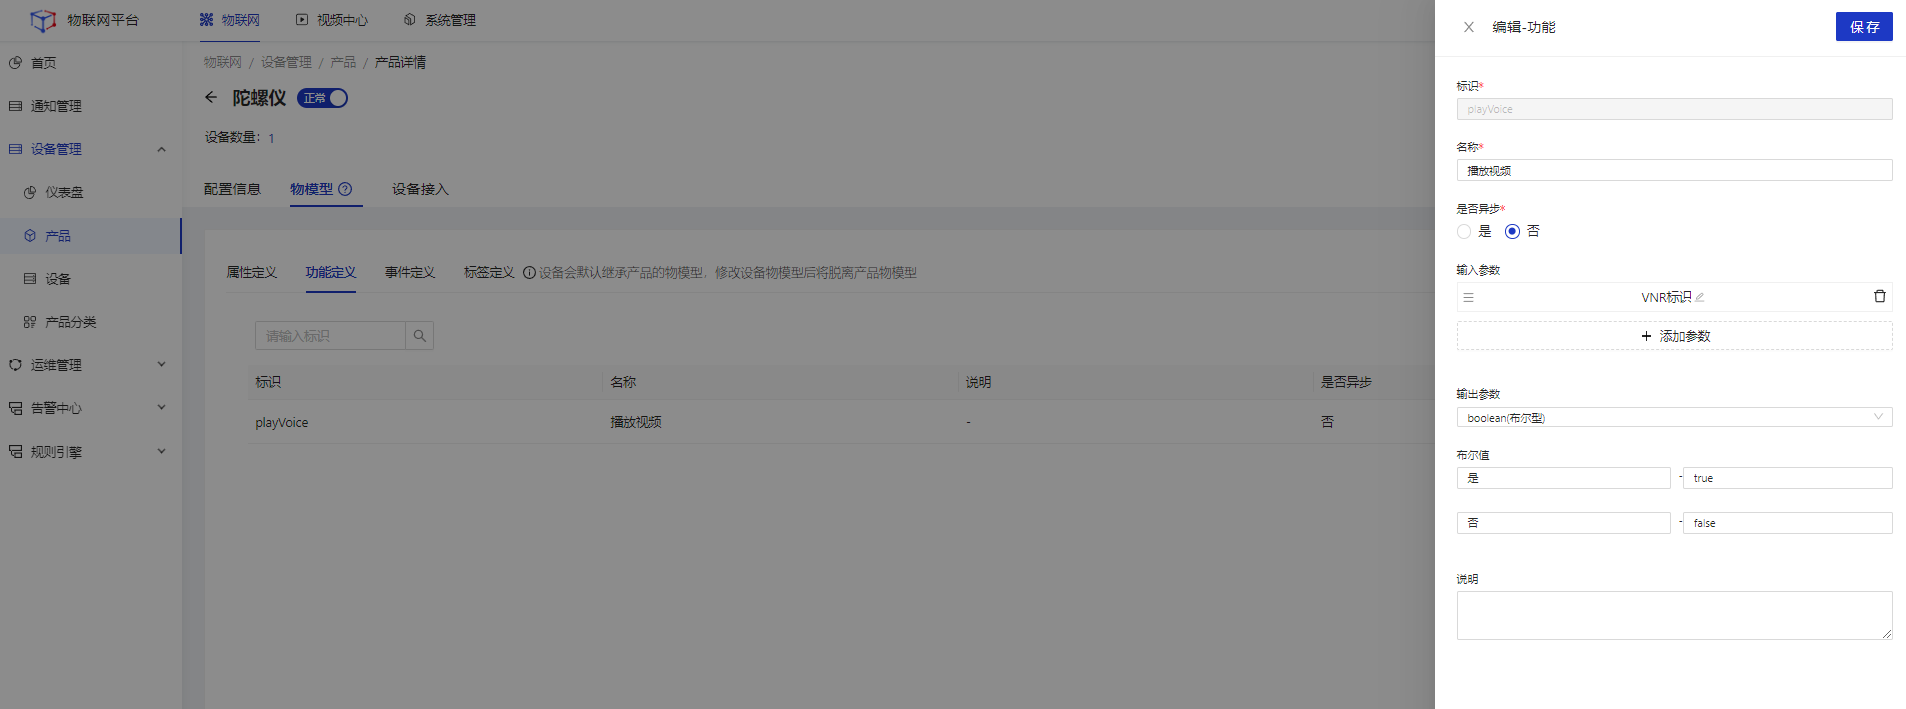 物联网平台
物联网
视频中心
系统管理
首页
通知管理
设备管理
仪表盘
产品
设备
产品分类
运维管理
告警中心
规则引擎
物联网 / 设备管理 / 产品 / 产品详情
陀螺仪 正常
设备数量： 1
配置信息
物模型
设备接入
属性定义
功能定义
事件定义
标签定义
设备会默认继承产品的物模型，修改设备物模型后将脱离产品物模型
请输入标识
标识 名称 说明 是否异步
playVoice 播放视频 - 否
编辑-功能
保存
标识*
playVoice
名称*
播放视频
是否异步*
是 否
输入参数
VNR标识
+ 添加参数
输出参数
boolean(布尔型)
布尔值
是 - true
否 - false
说明